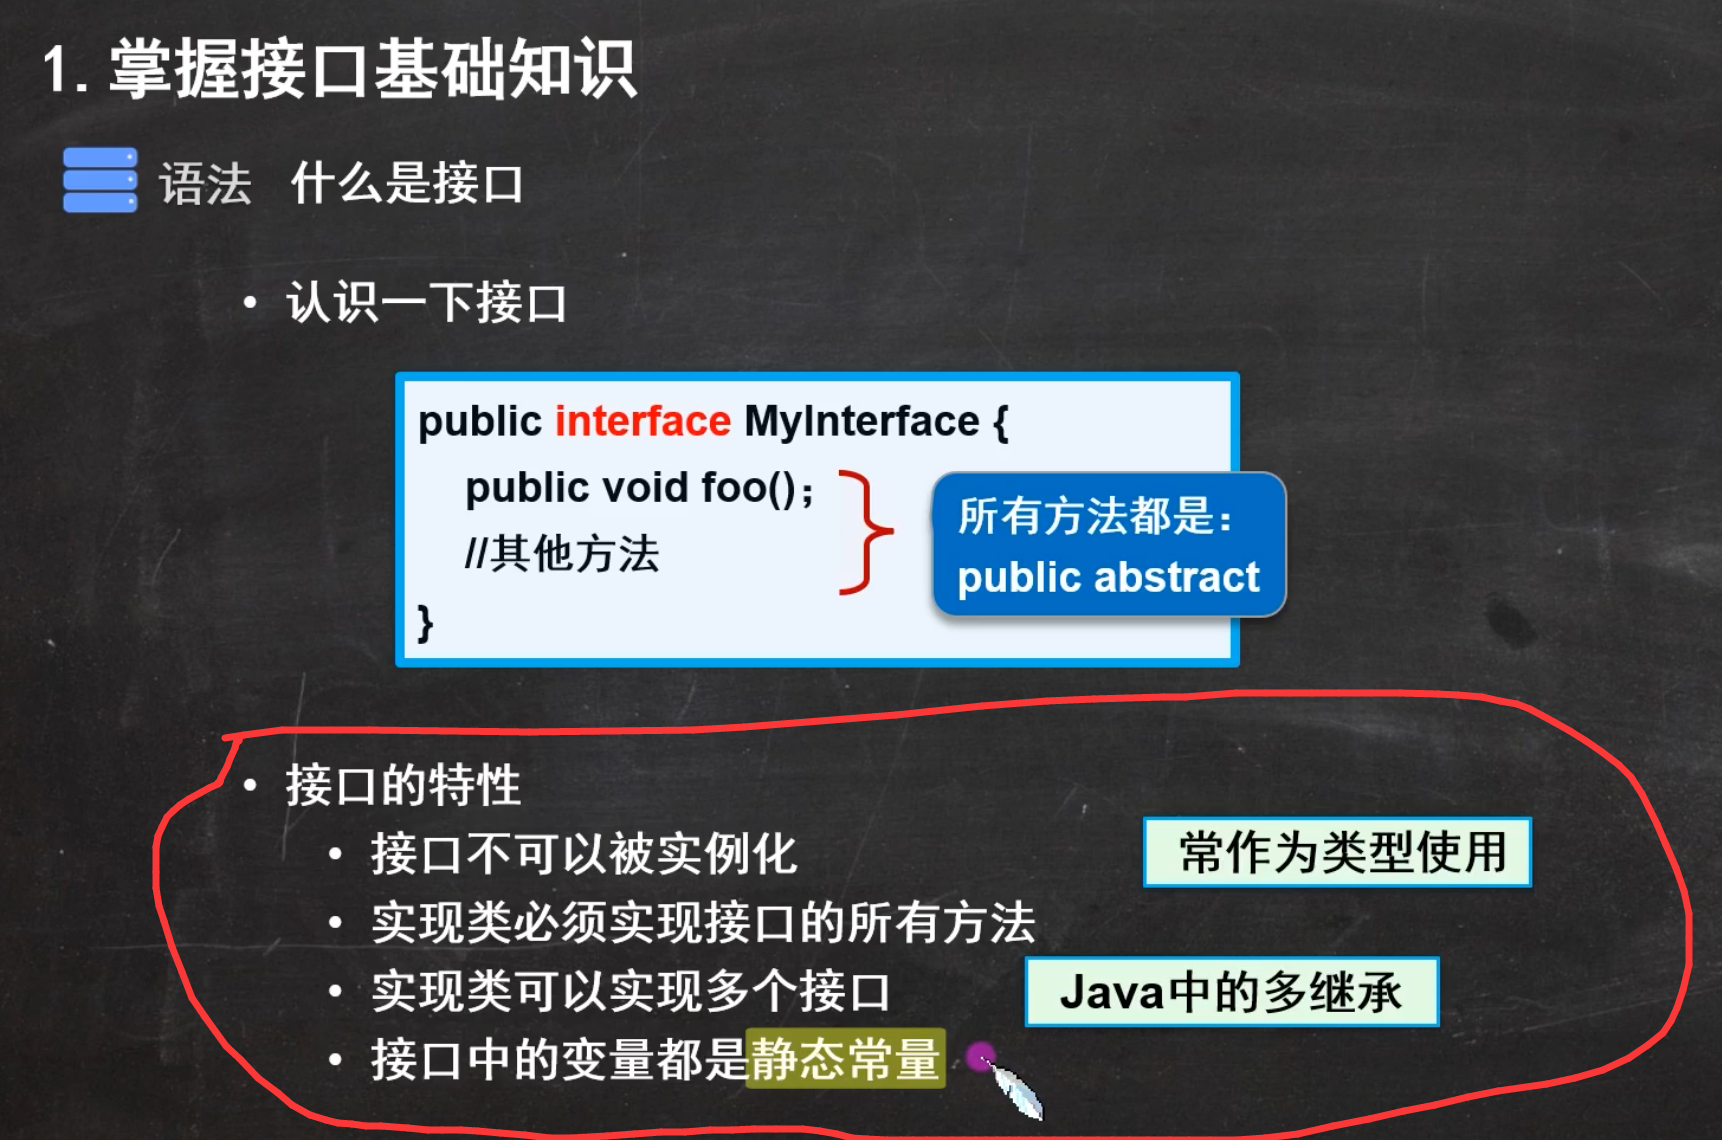 1. 掌握接口基础知识
语法 什么是接口
• 认识一下接口
public interface MyInterface {
public void foo();
//其他方法
}
所有方法都是：
public abstract
• 接口的特性
• 接口不可以被实例化
常作为类型使用
• 实现类必须实现接口的所有方法
• 实现类可以实现多个接口
Java中的多继承
• 接口中的变量都是静态常量